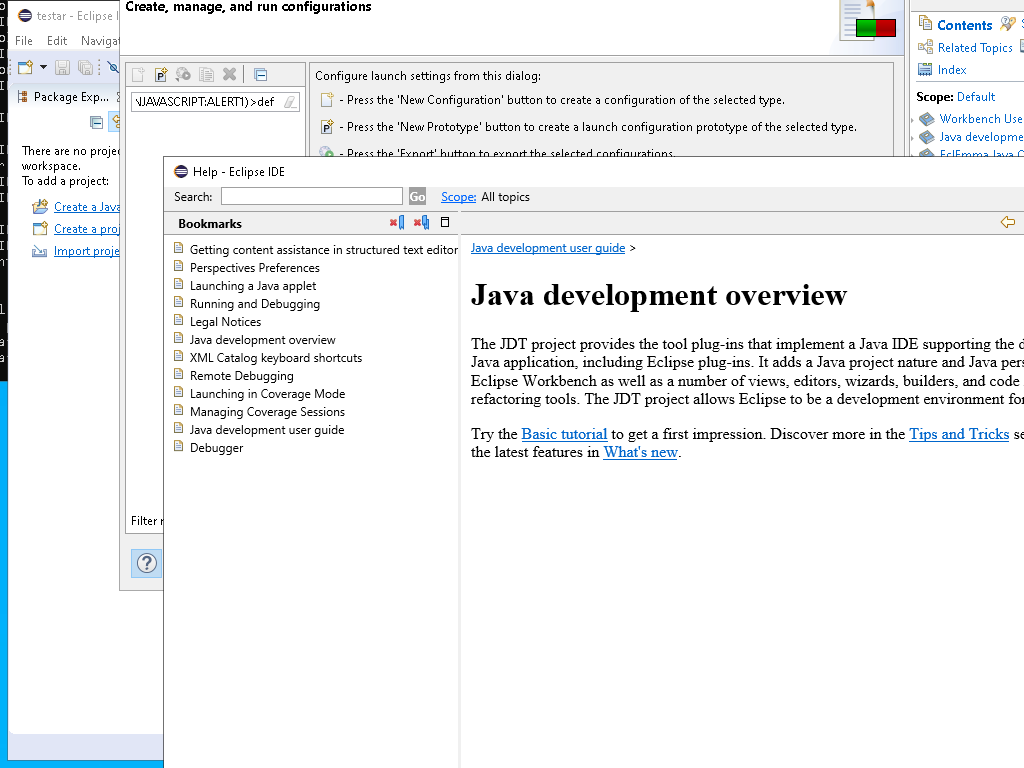 testar - Eclipse I
File Edit Navigat
Package Exp...
There are no projec
workspace.
To add a project:
Create a Java
Create a proj
Import proje
Create, manage, and run configurations
\JAVASCRIPT:ALERT1)>def
Filter r
Configure launch settings from this dialog:
- Press the 'New Configuration' button to create a configuration of the selected type.
- Press the 'New Prototype' button to create a launch configuration prototype of the selected type.
- Press the 'Export' button to export the selected configurations.
Contents
Related Topics
Index
Scope: Default
Workbench Use
Java developme
EclEmma Java C
Help - Eclipse IDE
Search:
Go
Scope: All topics
Bookmarks
Getting content assistance in structured text editor
Perspectives Preferences
Launching a Java applet
Running and Debugging
Legal Notices
Java development overview
XML Catalog keyboard shortcuts
Remote Debugging
Launching in Coverage Mode
Managing Coverage Sessions
Java development user guide
Debugger
Java development user guide >
Java development overview
The JDT project provides the tool plug-ins that implement a Java IDE supporting the d
Java application, including Eclipse plug-ins. It adds a Java project nature and Java pers
Eclipse Workbench as well as a number of views, editors, wizards, builders, and code
refactoring tools. The JDT project allows Eclipse to be a development environment for
Try the Basic tutorial to get a first impression. Discover more in the Tips and Tricks se
the latest features in What's new.